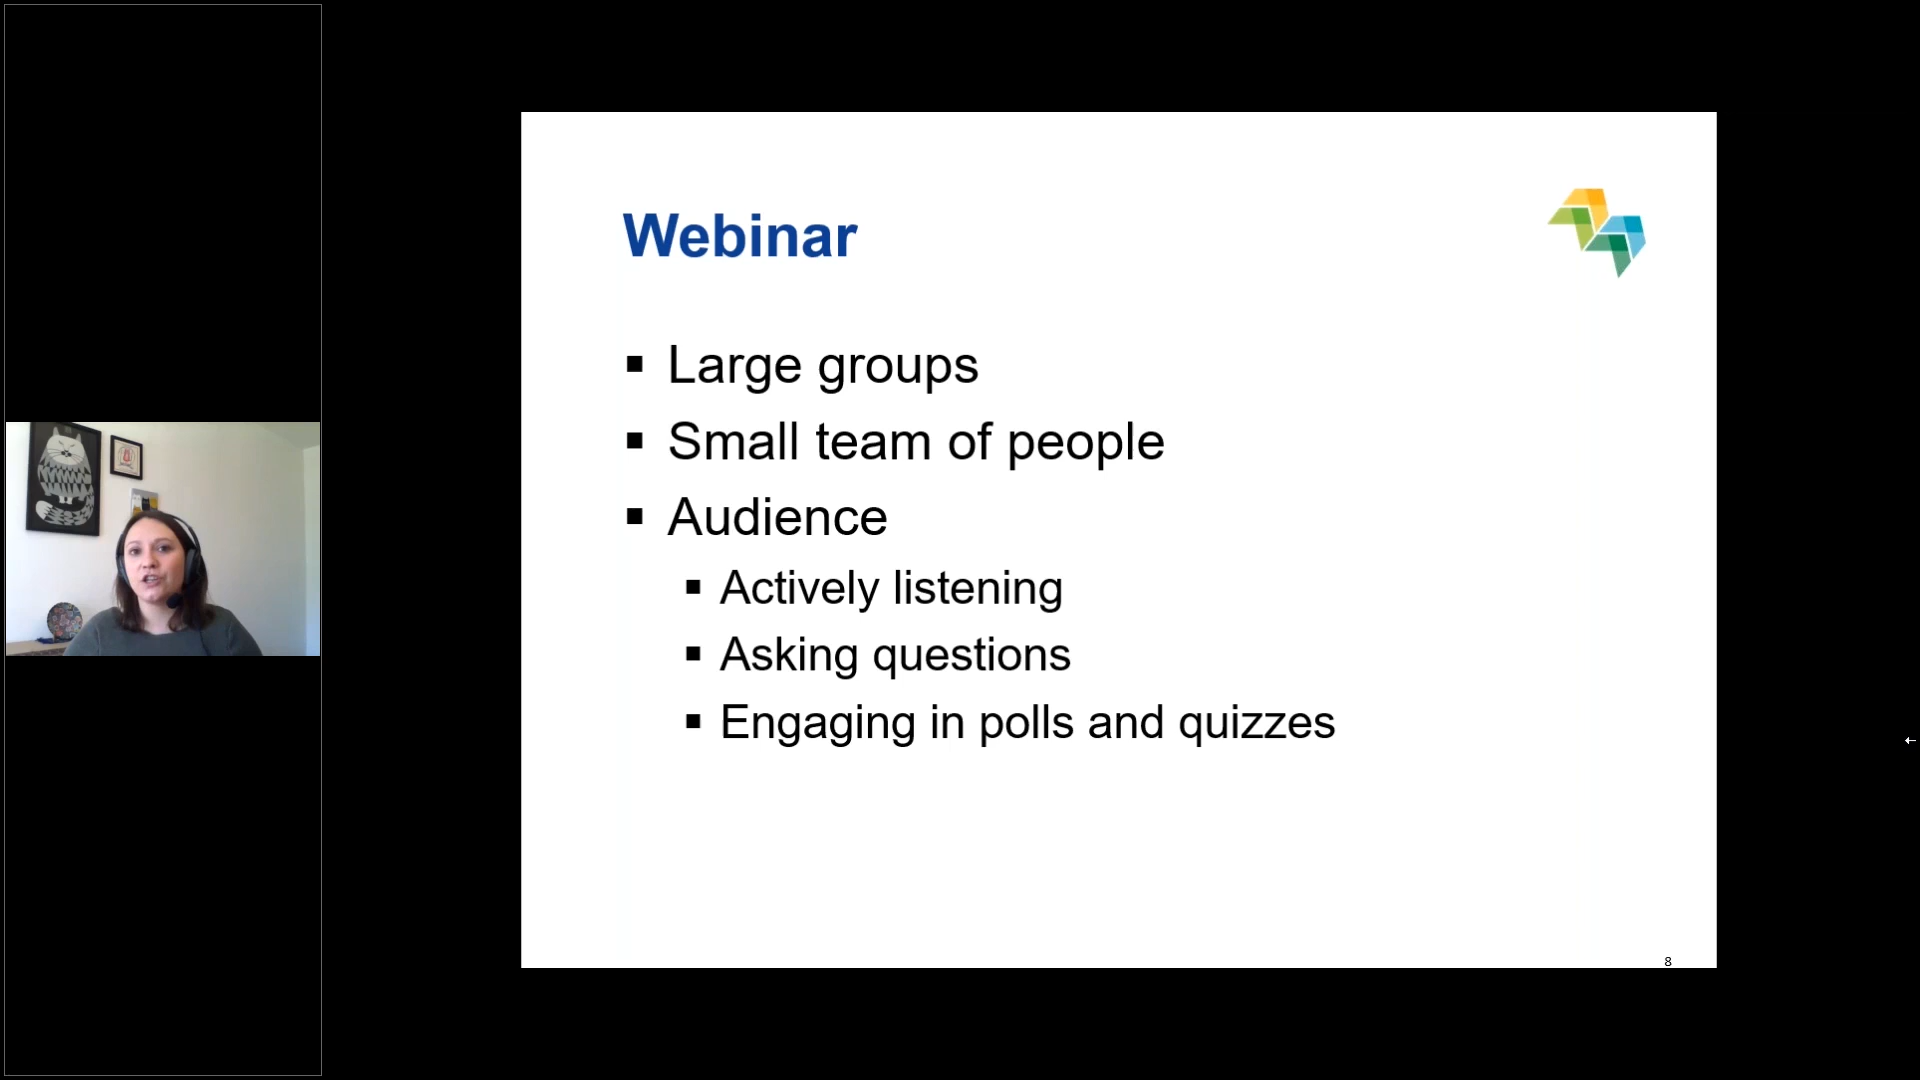 Webinar
▪ Large groups
▪ Small team of people
▪ Audience
▪ Actively listening
▪ Asking questions
▪ Engaging in polls and quizzes
8